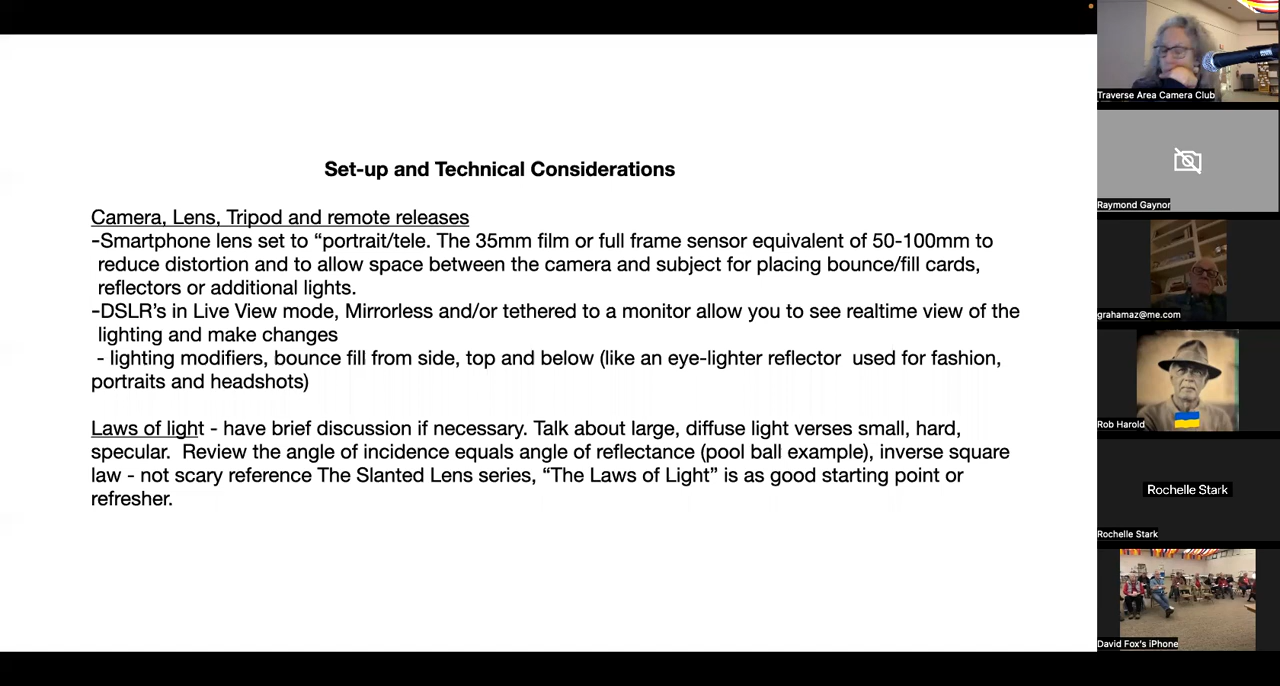 Set-up and Technical Considerations
Camera, Lens, Tripod and remote releases
-Smartphone lens set to “portrait/tele. The 35mm film or full frame sensor equivalent of 50-100mm to
reduce distortion and to allow space between the camera and subject for placing bounce/fill cards,
reflectors or additional lights.
-DSLR’s in Live View mode, Mirrorless and/or tethered to a monitor allow you to see realtime view of the
lighting and make changes
- lighting modifiers, bounce fill from side, top and below (like an eye-lighter reflector used for fashion,
portraits and headshots)
Laws of light - have brief discussion if necessary. Talk about large, diffuse light verses small, hard,
specular. Review the angle of incidence equals angle of reflectance (pool ball example), inverse square
law - not scary reference The Slanted Lens series, “The Laws of Light” is as good starting point or
refresher.
Traverse Area Camera Club
Raymond Gaynor
grahamaz@me.com
Rob Harold
Rochelle Stark
Rochelle Stark
David Fox's iPhone